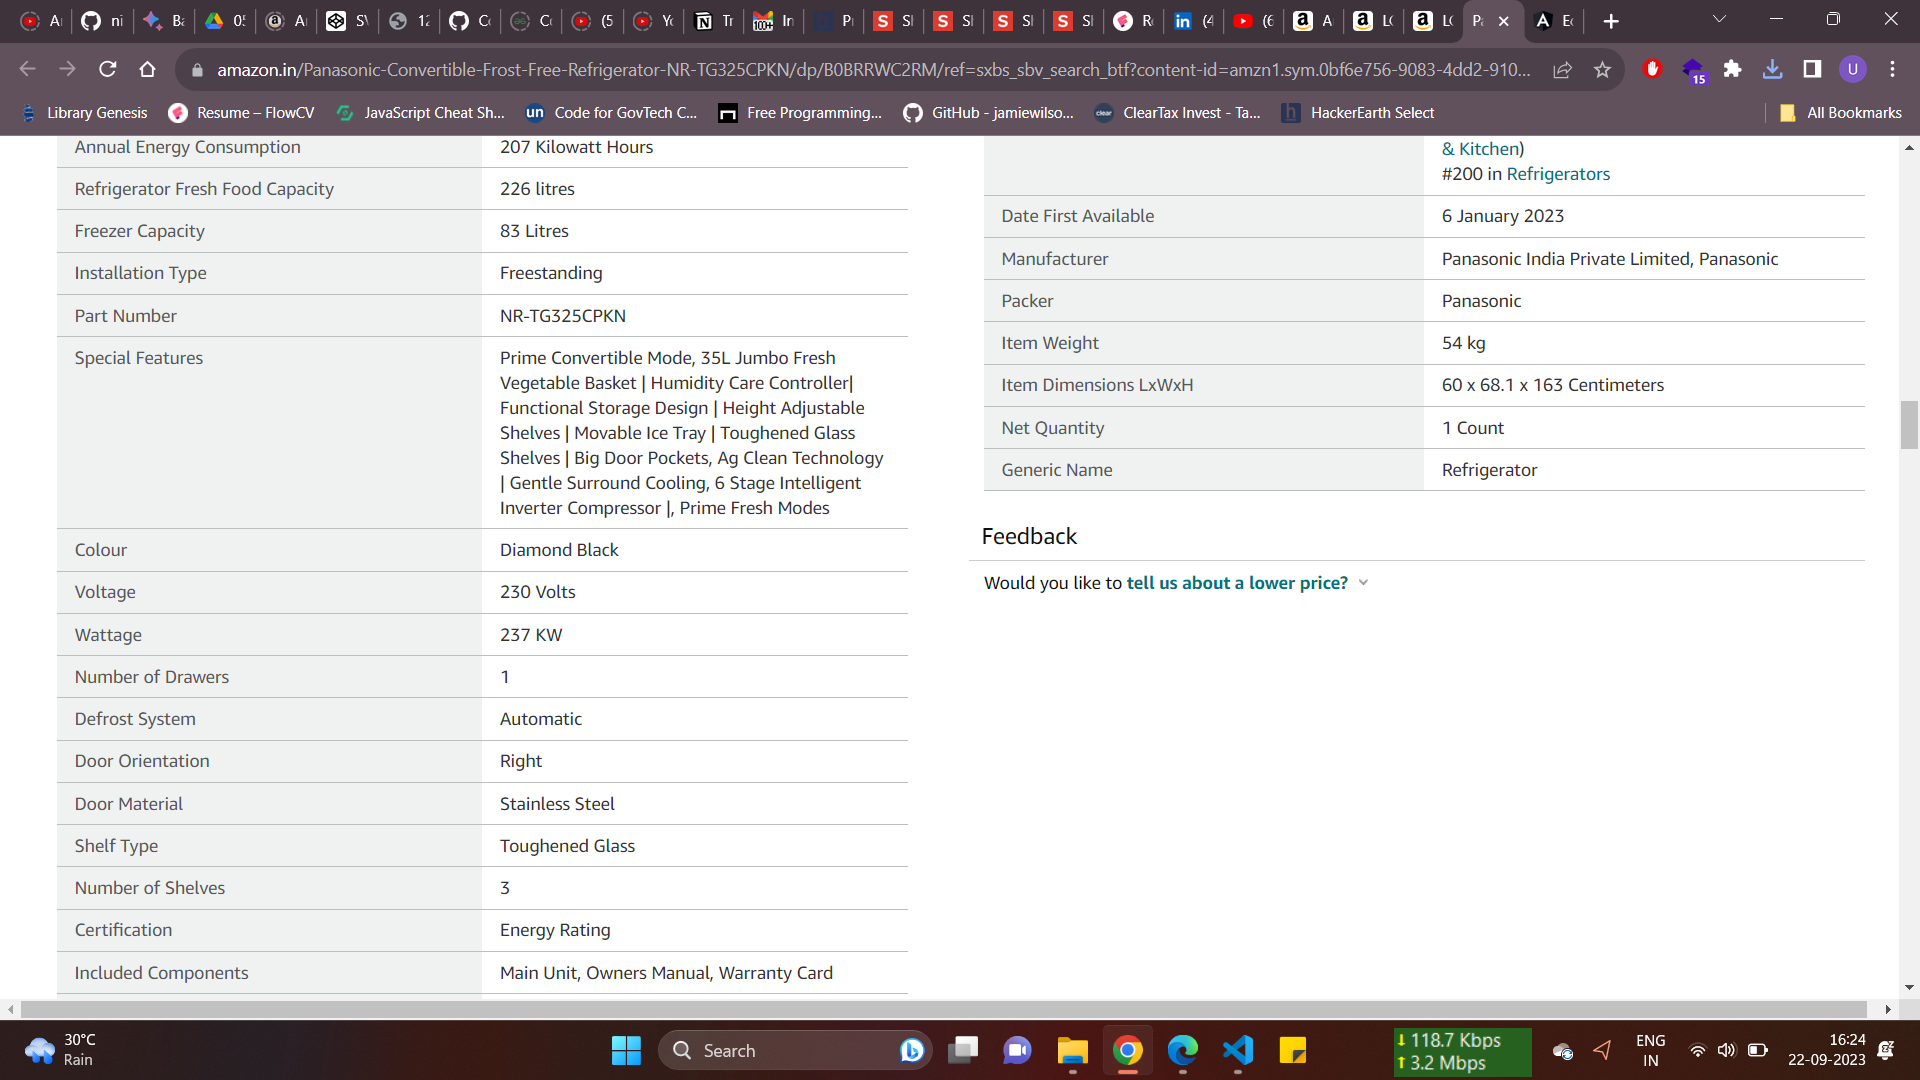 amazon.in/Panasonic-Convertible-Frost-Free-Refrigerator-NR-TG325CPKN/dp/B0BRRWC2RM/ref=sxbs_sbv_search_btf?content-id=amzn1.sym.0bf6e756-9083-4dd2-910...
15
U
Library Genesis
Resume – FlowCV
JavaScript Cheat Sh...
Code for GovTech C...
Free Programming...
GitHub - jamiewilso...
ClearTax Invest - Ta...
HackerEarth Select
All Bookmarks
Annual Energy Consumption 207 Kilowatt Hours
Refrigerator Fresh Food Capacity 226 litres
Freezer Capacity 83 Litres
Installation Type Freestanding
Part Number NR-TG325CPKN
Special Features Prime Convertible Mode, 35L Jumbo Fresh
Vegetable Basket | Humidity Care Controller|
Functional Storage Design | Height Adjustable
Shelves | Movable Ice Tray | Toughened Glass
Shelves | Big Door Pockets, Ag Clean Technology
| Gentle Surround Cooling, 6 Stage Intelligent
Inverter Compressor |, Prime Fresh Modes
Colour Diamond Black
Voltage 230 Volts
Wattage 237 KW
Number of Drawers 1
Defrost System Automatic
Door Orientation Right
Door Material Stainless Steel
Shelf Type Toughened Glass
Number of Shelves 3
Certification Energy Rating
Included Components Main Unit, Owners Manual, Warranty Card
& Kitchen)
#200 in Refrigerators
Date First Available 6 January 2023
Manufacturer Panasonic India Private Limited, Panasonic
Packer Panasonic
Item Weight 54 kg
Item Dimensions LxWxH 60 x 68.1 x 163 Centimeters
Net Quantity 1 Count
Generic Name Refrigerator
Feedback
Would you like to tell us about a lower price?
30°C
Rain
Search
118.7 Kbps
3.2 Mbps
ENG
IN
16:24
22-09-2023